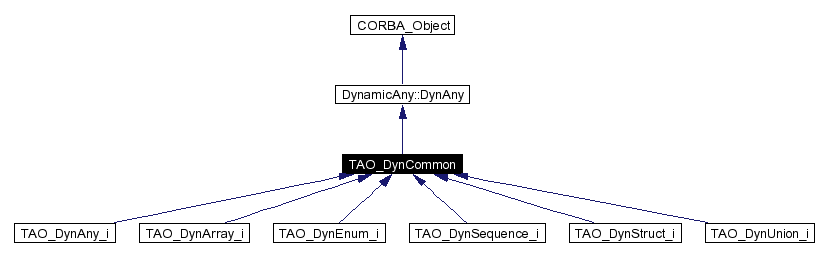 CORBA_Object
DynamicAny::DynAny
TAO_DynCommon
TAO_DynAny_i
TAO_DynArray_i
TAO_DynEnum_i
TAO_DynSequence_i
TAO_DynStruct_i
TAO_DynUnion_i